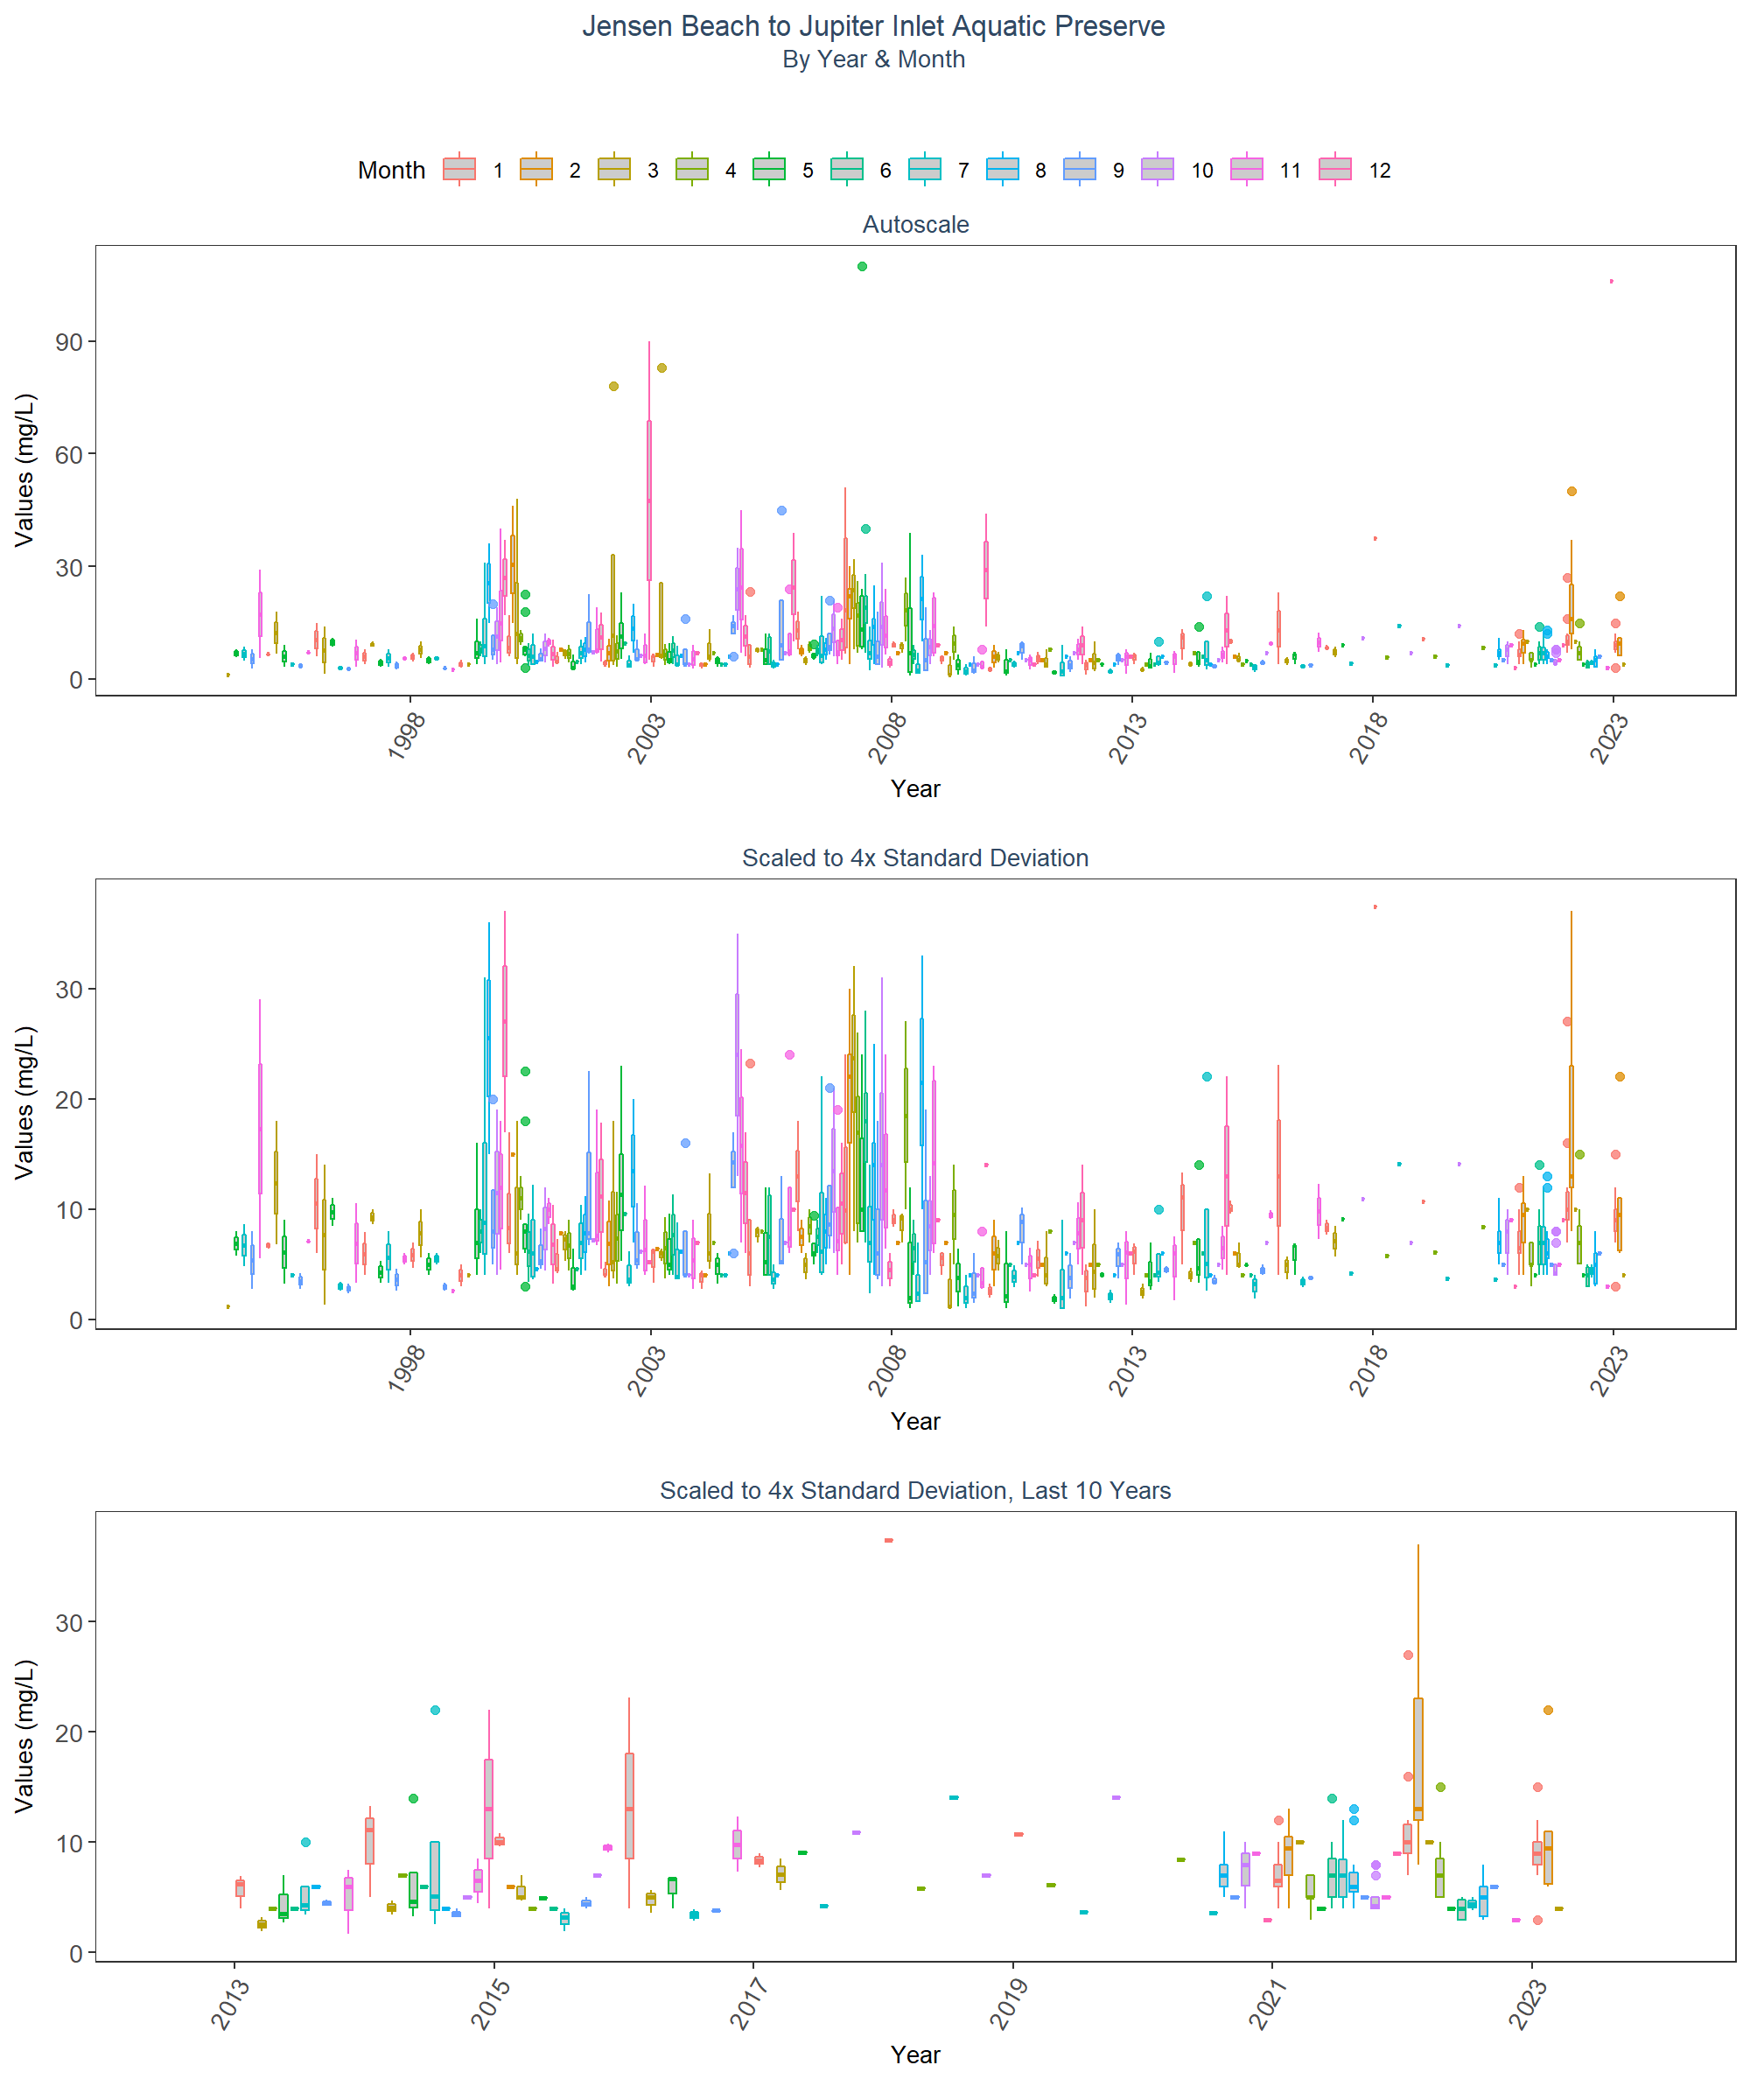 Jensen Beach to Jupiter Inlet Aquatic Preserve
By Year & Month
Month 1 2 3 4 5 6 7 8 9 10 11 12
Autoscale
Values (mg/L)
90
60
30
0
1998 2003 2008 2013 2018 2023
Year
Scaled to 4x Standard Deviation
Values (mg/L)
30
20
10
0
1998 2003 2008 2013 2018 2023
Year
Scaled to 4x Standard Deviation, Last 10 Years
Values (mg/L)
30
20
10
0
2013 2015 2017 2019 2021 2023
Year